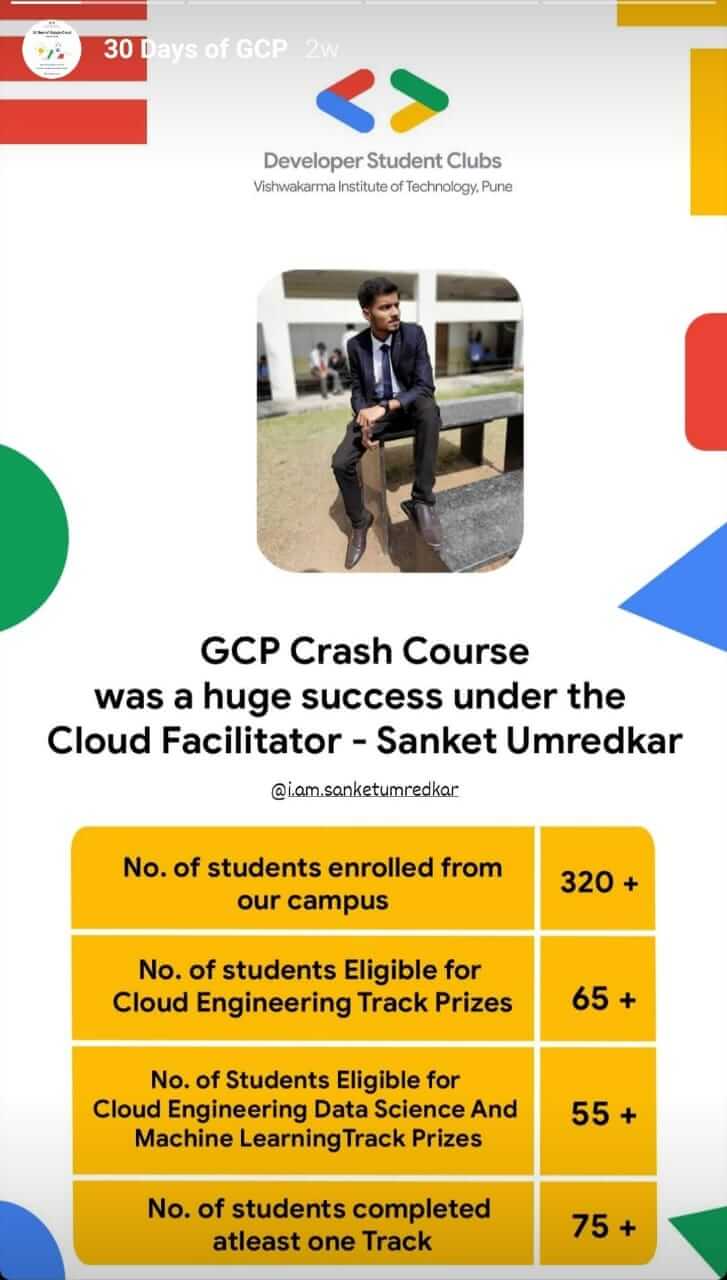 30 Days of GCP 2w
Developer Student Clubs
Vishwakarma Institute of Technology, Pune
GCP Crash Course
was a huge success under the
Cloud Facilitator - Sanket Umredkar
@i.am.sanketumredkar
No. of students enrolled from
our campus
320 +
No. of students Eligible for
Cloud Engineering Track Prizes
65 +
No. of Students Eligible for
Cloud Engineering Data Science And
Machine LearningTrack Prizes
55 +
No. of students completed
atleast one Track
75 +